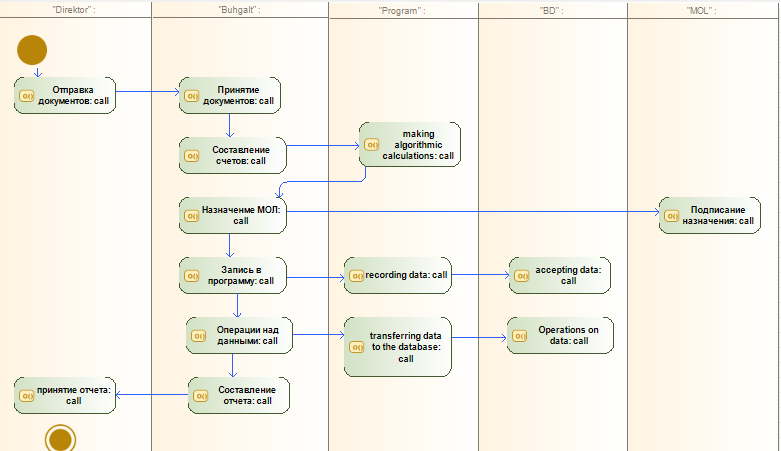 "Direktor" :
"Buhgalt" :
"Program" :
"BD" :
"MOL" :
Отправка
документов: call
Принятие
документов: call
Составление
счетов: call
making
algorithmic
calculations: call
Назначение МОЛ:
call
Подписание
назначения: call
Запись в
программу: call
recording data: call
accepting data:
call
Операции над
данными: call
transferring data
to the database:
call
Operations on
data: call
принятие отчета:
call
Составление
отчета: call